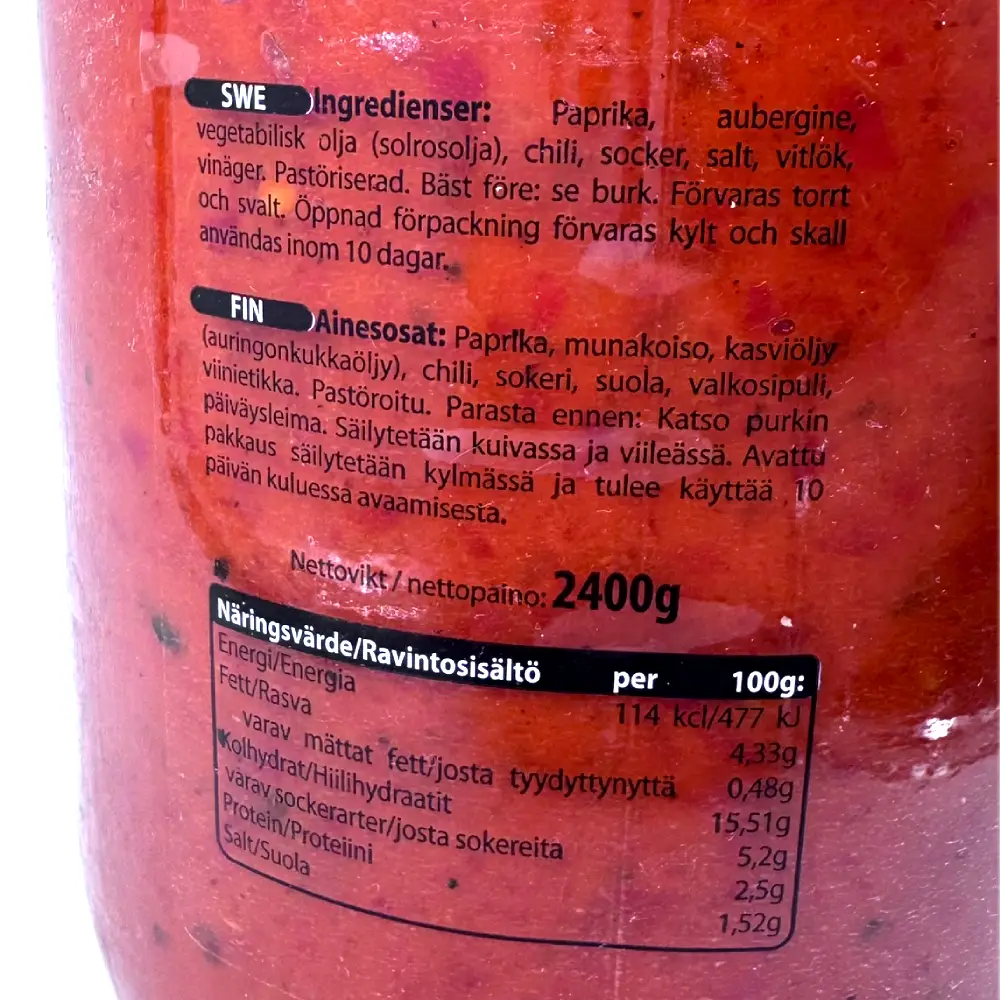 SWE Ingredienser: Paprika, aubergine,
vegetabilisk olja (solrosolja), chili, socker, salt, vitlök,
vinäger. Pastöriserad. Bäst före: se burk. Förvaras torrt
och svalt. Öppnad förpackning förvaras kylt och skall
användas inom 10 dagar.
FIN Ainesosat: Paprika, munakoiso, kasviöljy
(auringonkukkaöljy), chili, sokeri, suola, valkosipuli,
viinietikka. Pastöroitu. Parasta ennen: Katso purkin
päiväysleima. Säilytetään kuivassa ja viileässä. Avattu
pakkaus säilytetään kylmässä ja tulee käyttää 10
päivän kuluessa avaamisesta.
Nettovikt / nettopaino: 2400g
Näringsvärde/Ravintosisältö per 100g:
Energi/Energia 114 kcl/477 kJ
Fett/Rasva 4,33g
varav mättat fett/josta tyydyttynyttä 0,48g
Kolhydrat/Hiilihydraatit 15,51g
varav sockerarter/josta sokereita 5,2g
Protein/Proteiini 2,5g
Salt/Suola 1,52g